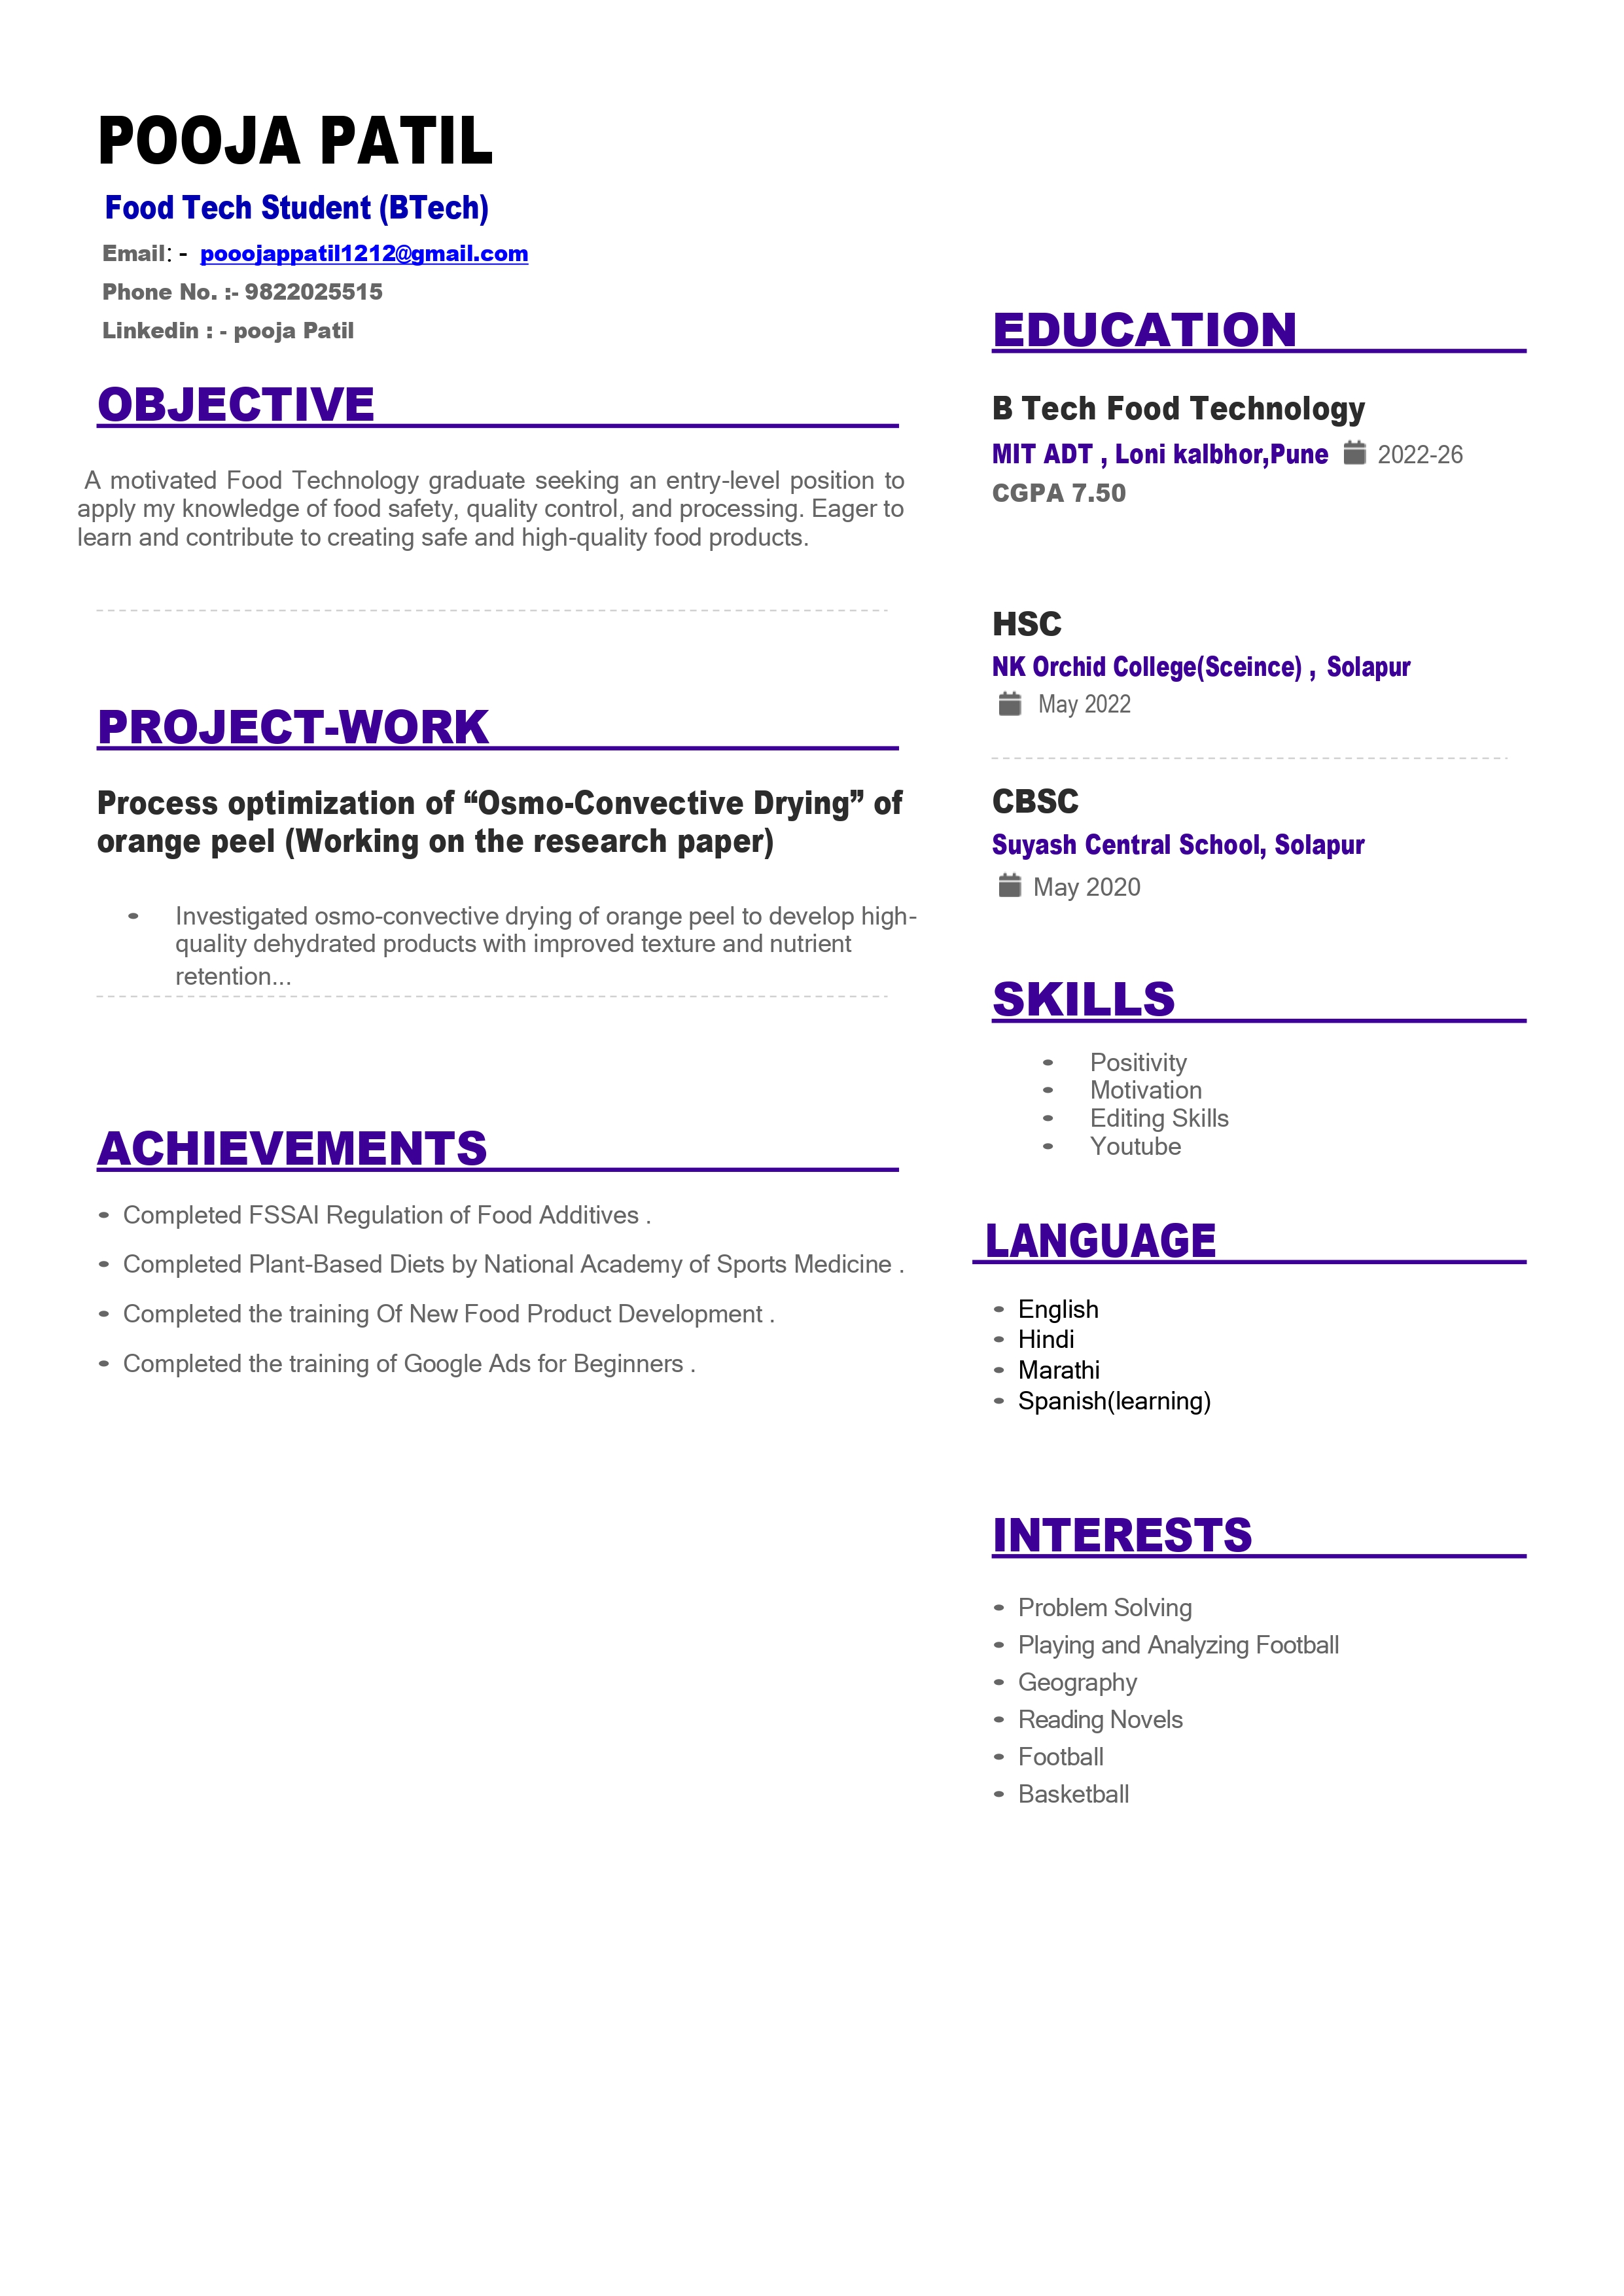 POOJA PATIL
Food Tech Student (BTech)
Email: - pooojappatil1212@gmail.com
Phone No. :- 9822025515
Linkedin : - pooja Patil
OBJECTIVE
A motivated Food Technology graduate seeking an entry-level position to
apply my knowledge of food safety, quality control, and processing. Eager to
learn and contribute to creating safe and high-quality food products.
PROJECT-WORK
Process optimization of “Osmo-Convective Drying” of
orange peel (Working on the research paper)
• Investigated osmo-convective drying of orange peel to develop high-
quality dehydrated products with improved texture and nutrient
retention...
ACHIEVEMENTS
• Completed FSSAI Regulation of Food Additives .
• Completed Plant-Based Diets by National Academy of Sports Medicine .
• Completed the training Of New Food Product Development .
• Completed the training of Google Ads for Beginners .
EDUCATION
B Tech Food Technology
MIT ADT , Loni kalbhor,Pune 2022-26
CGPA 7.50
HSC
NK Orchid College(Sceince) , Solapur
May 2022
CBSC
Suyash Central School, Solapur
May 2020
SKILLS
• Positivity
• Motivation
• Editing Skills
• Youtube
LANGUAGE
• English
• Hindi
• Marathi
• Spanish(learning)
INTERESTS
• Problem Solving
• Playing and Analyzing Football
• Geography
• Reading Novels
• Football
• Basketball